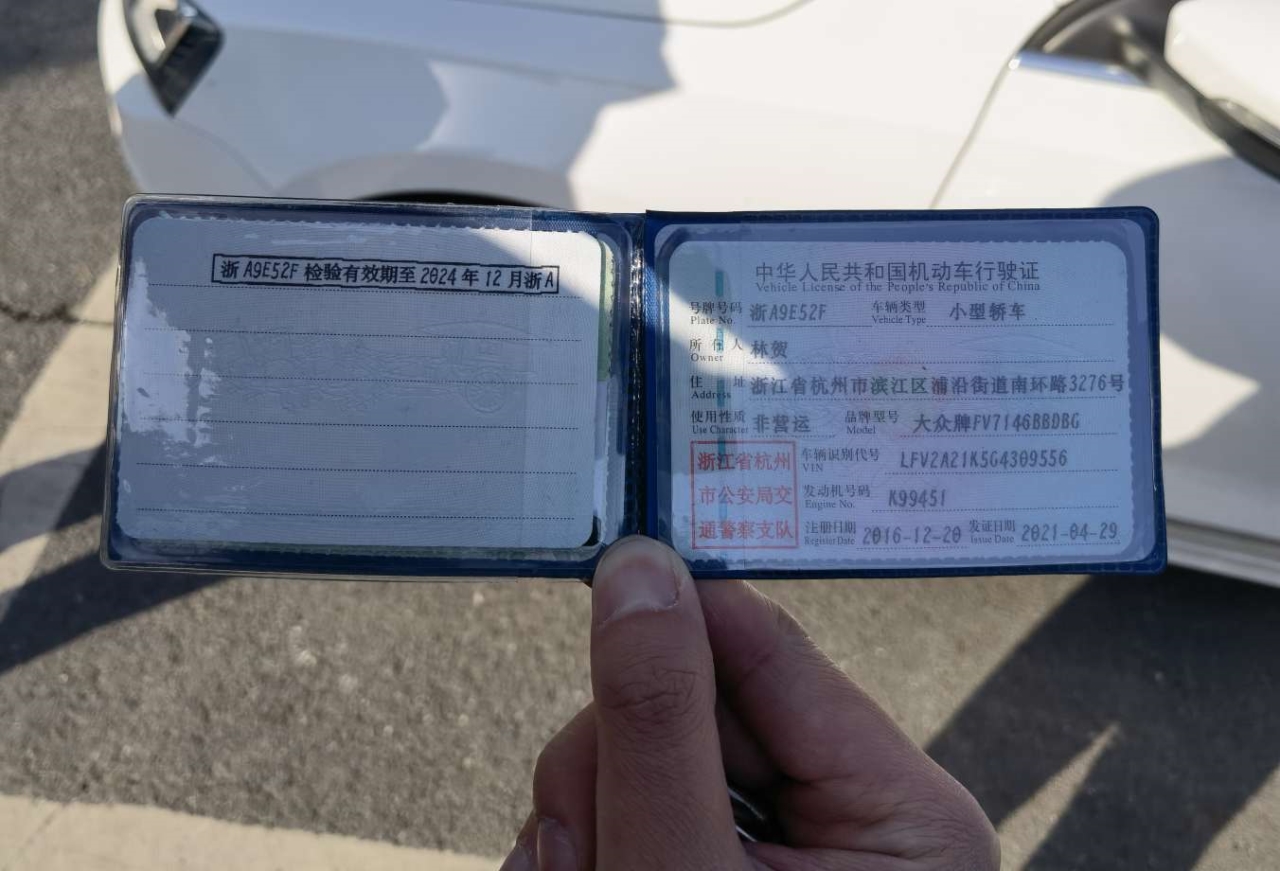 浙A9E52F 检验有效期至2024年12月浙A
中华人民共和国机动车行驶证
Vehicle License of the People's Republic of China
号牌号码 浙A9E52F 车辆类型 小型轿车
Plate No. Vehicle Type
所有人 林贺
Owner
住址 浙江省杭州市滨江区浦沿街道南环路3276号
Address
使用性质 非营运 品牌型号 大众牌FV7146BBDBG
Use Character Model
浙江省杭州
市公安局交
通警察支队
车辆识别代号 LFV2A21K5G4309556
VIN
发动机号码 K99451
Engine No.
注册日期 2016-12-20 发证日期 2021-04-29
Register Date Issue Date